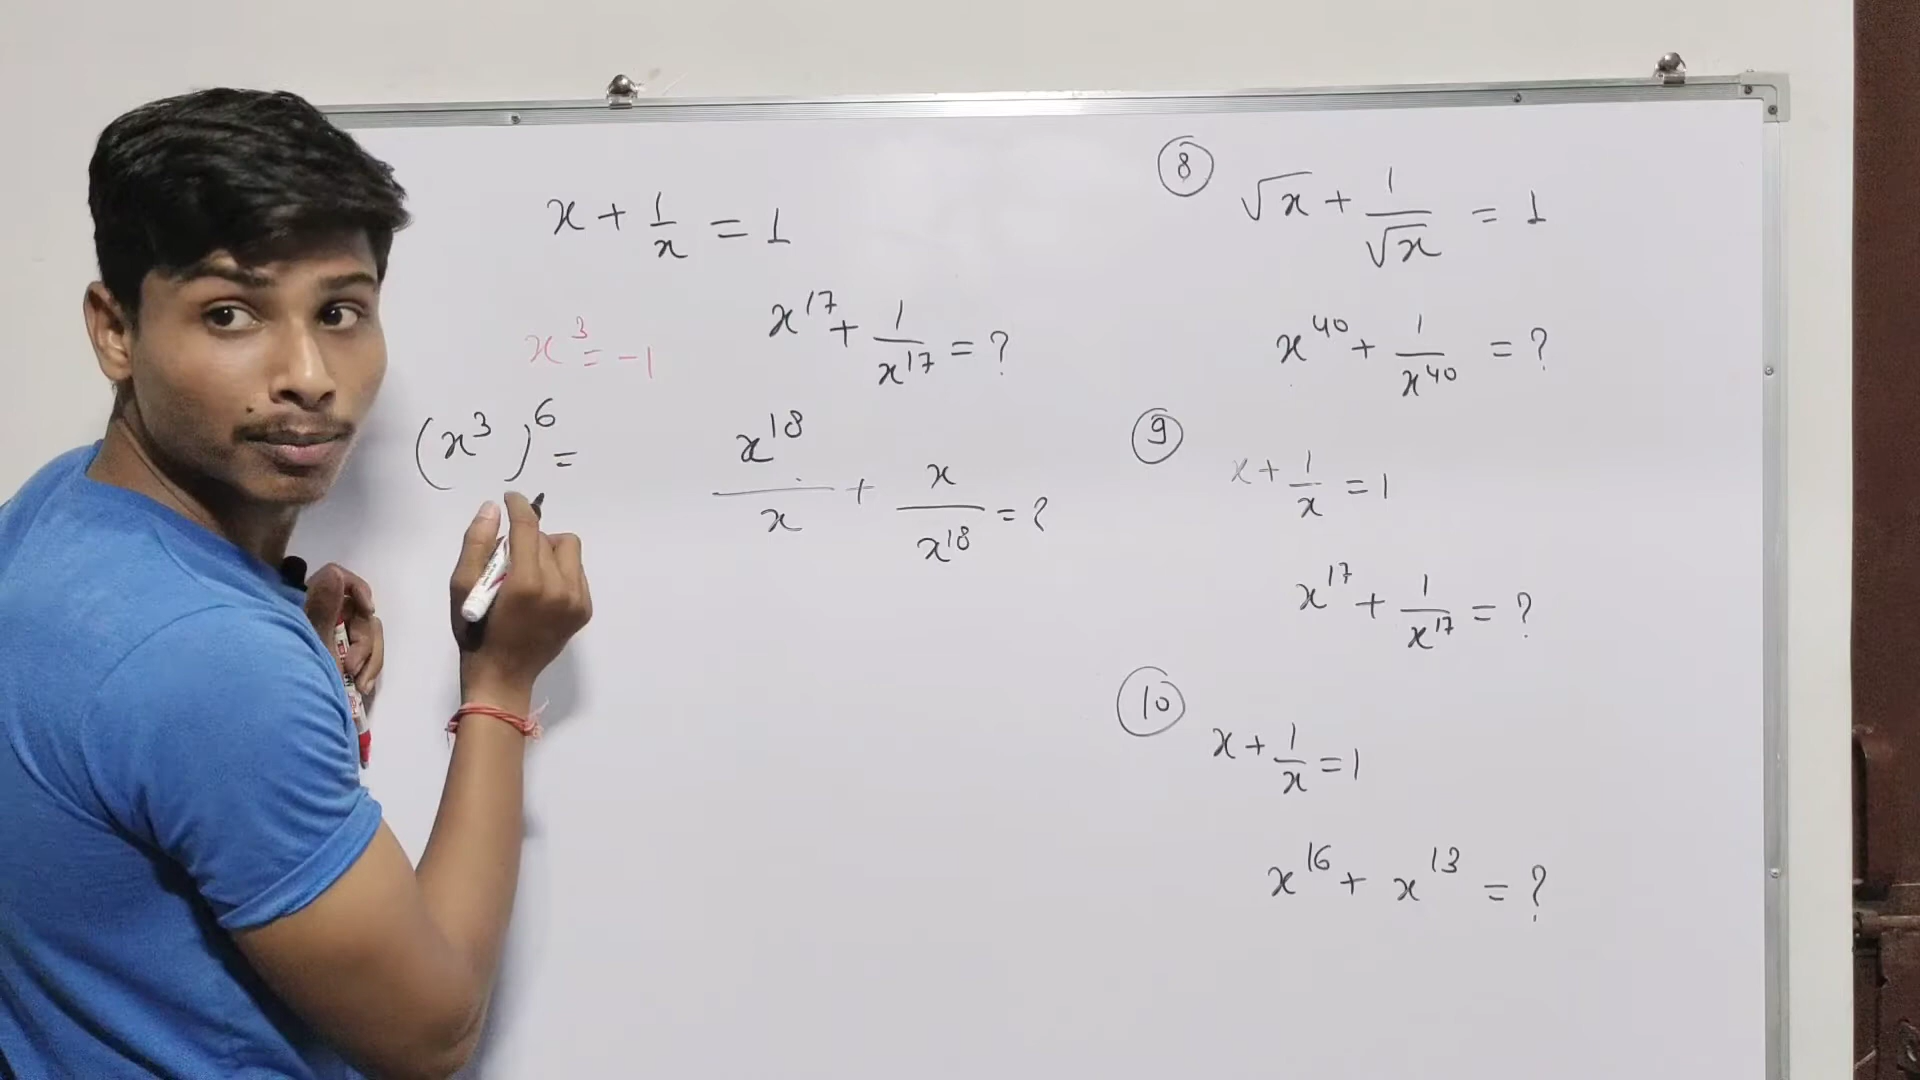 x + 1/x = 1
x³ = -1
x¹⁷ + 1/x¹⁷ = ?
(x³)⁶ =
x¹⁸/x + x/x¹⁸ = ?
8
√x + 1/√x = 1
x⁴⁰ + 1/x⁴⁰ = ?
9
x + 1/x = 1
x¹⁷ + 1/x¹⁷ = ?
10
x + 1/x = 1
x¹⁶ + x¹³ = ?